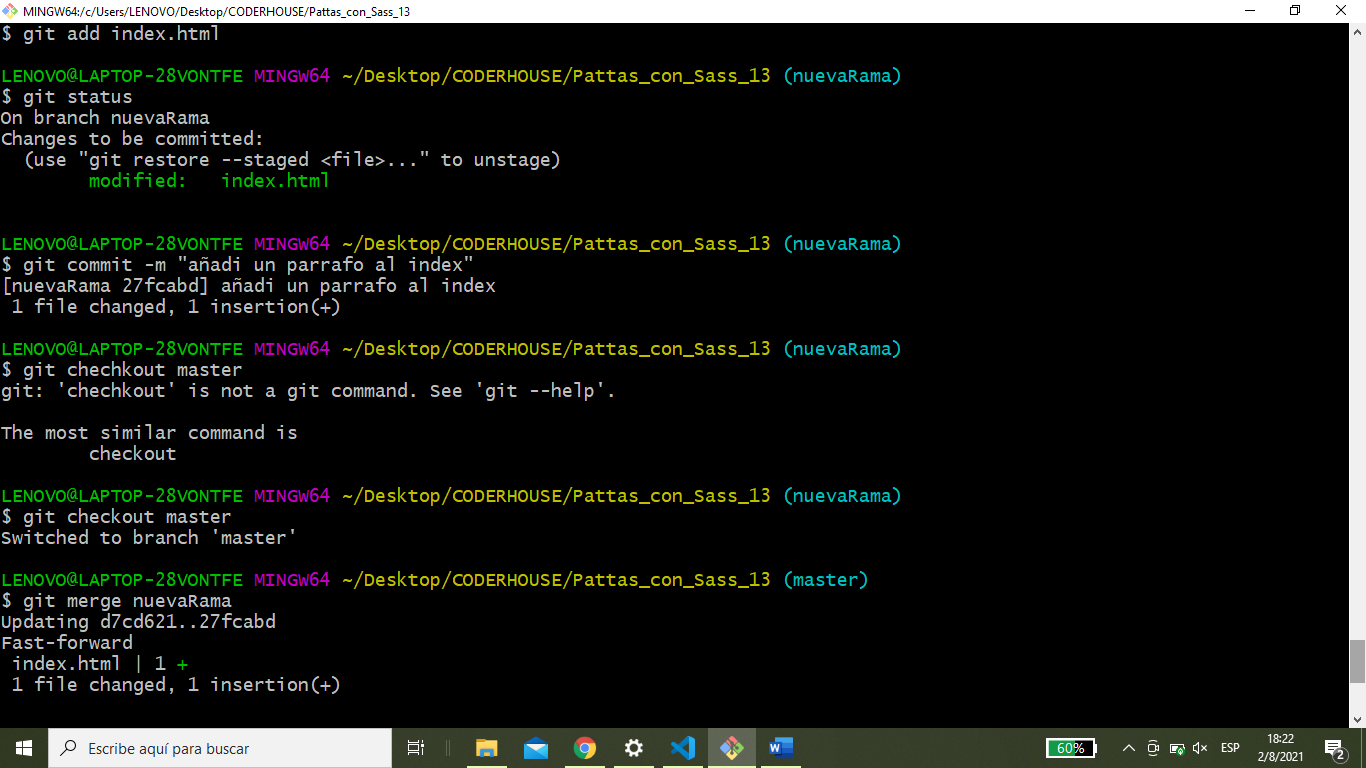 MINGW64:/c/Users/LENOVO/Desktop/CODERHOUSE/Pattas_con_Sass_13
$ git add index.html
LENOVO@LAPTOP-28VONTFE MINGW64 ~/Desktop/CODERHOUSE/Pattas_con_Sass_13 (nuevaRama)
$ git status
On branch nuevaRama
Changes to be committed:
  (use "git restore --staged <file>..." to unstage)
        modified:   index.html
LENOVO@LAPTOP-28VONTFE MINGW64 ~/Desktop/CODERHOUSE/Pattas_con_Sass_13 (nuevaRama)
$ git commit -m "añadi un parrafo al index"
[nuevaRama 27fcabd] añadi un parrafo al index
 1 file changed, 1 insertion(+)
LENOVO@LAPTOP-28VONTFE MINGW64 ~/Desktop/CODERHOUSE/Pattas_con_Sass_13 (nuevaRama)
$ git chechkout master
git: 'chechkout' is not a git command. See 'git --help'.
The most similar command is
        checkout
LENOVO@LAPTOP-28VONTFE MINGW64 ~/Desktop/CODERHOUSE/Pattas_con_Sass_13 (nuevaRama)
$ git checkout master
Switched to branch 'master'
LENOVO@LAPTOP-28VONTFE MINGW64 ~/Desktop/CODERHOUSE/Pattas_con_Sass_13 (master)
$ git merge nuevaRama
Updating d7cd621..27fcabd
Fast-forward
 index.html | 1 +
 1 file changed, 1 insertion(+)
Escribe aquí para buscar
60%
ESP
18:22
2/8/2021
2